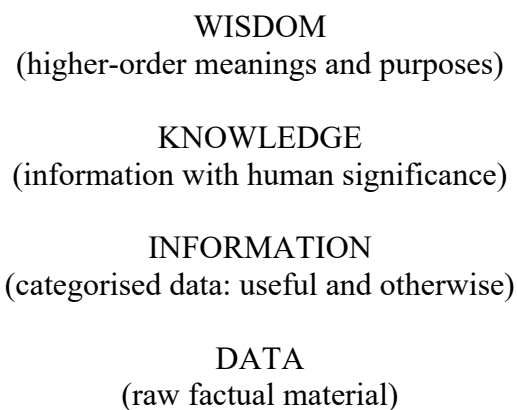 WISDOM
(higher-order meanings and purposes)
KNOWLEDGE
(information with human significance)
INFORMATION
(categorised data: useful and otherwise)
DATA
(raw factual material)